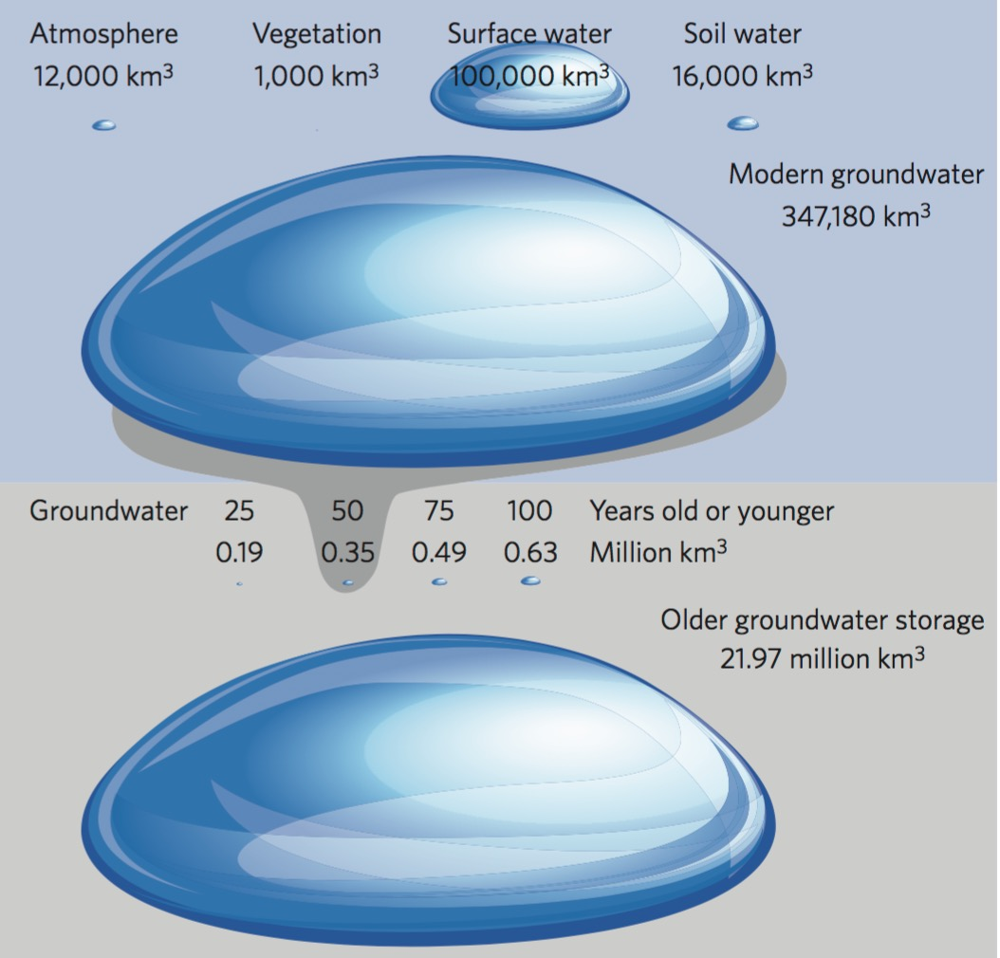 Atmosphere Vegetation Surface water Soil water
12,000 km³ 1,000 km³ 100,000 km³ 16,000 km³
Modern groundwater
347,180 km³
Groundwater 25 50 75 100 Years old or younger
0.19 0.35 0.49 0.63 Million km³
Older groundwater storage
21.97 million km³